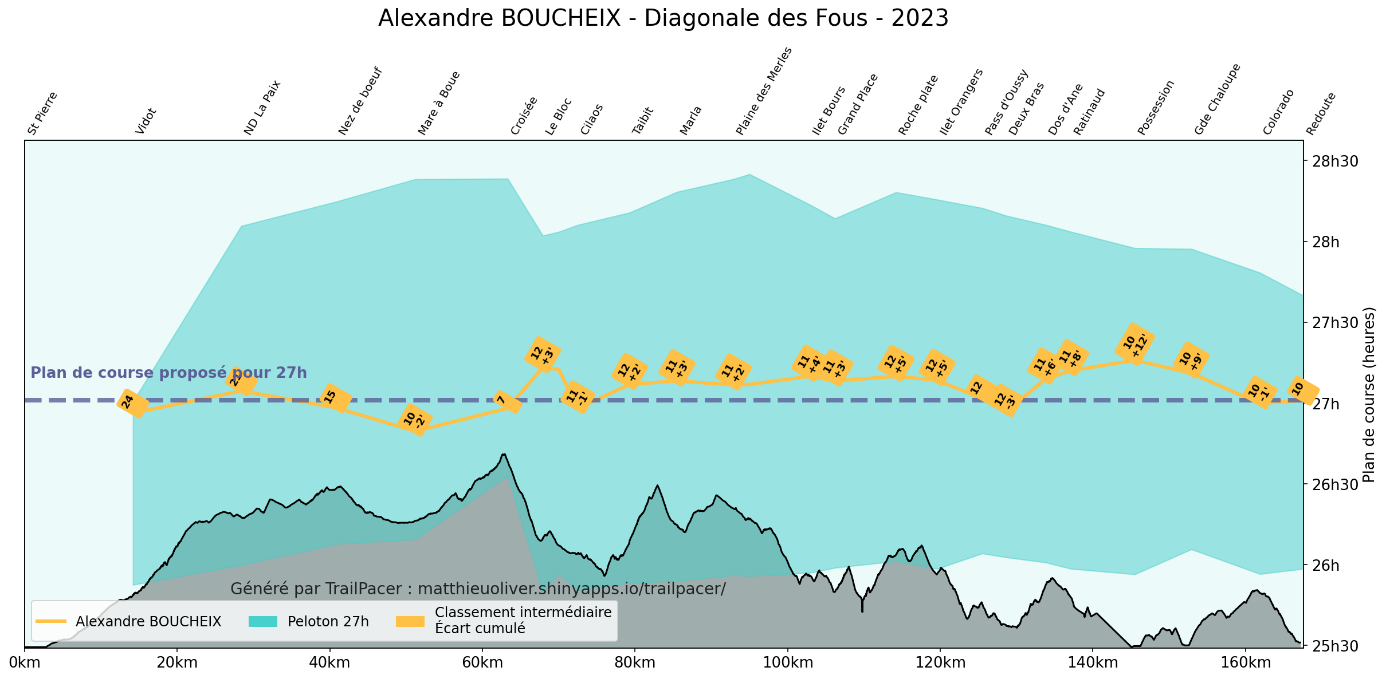 Alexandre BOUCHEIX - Diagonale des Fous - 2023
St Pierre
Vidot
ND La Paix
Nez de boeuf
Mare à Boue
Croisée
Le Bloc
Cilaos
Taibit
Marla
Plaine des Merles
Ilet Bours
Grand Place
Roche plate
Ilet Orangers
Pass d'Oussy
Deux Bras
Dos d'Ane
Ratinaud
Possession
Gde Chaloupe
Colorado
Redoute
28h30
28h
27h30
27h
26h30
26h
25h30
Plan de course (heures)
Plan de course proposé pour 27h
24
15
10
-2'
7
12
+3'
11
-1'
12
+2'
11
+3'
11
+2'
11
+4'
11
+3'
12
+5'
12
+5'
12
12
-3'
11
+6'
11
+8'
10
+12'
10
+9'
10
-1'
10
Généré par TrailPacer : matthieuoliver.shinyapps.io/trailpacer/
Alexandre BOUCHEIX
Peloton 27h
Classement intermédiaire
Écart cumulé
0km
20km
40km
60km
80km
100km
120km
140km
160km